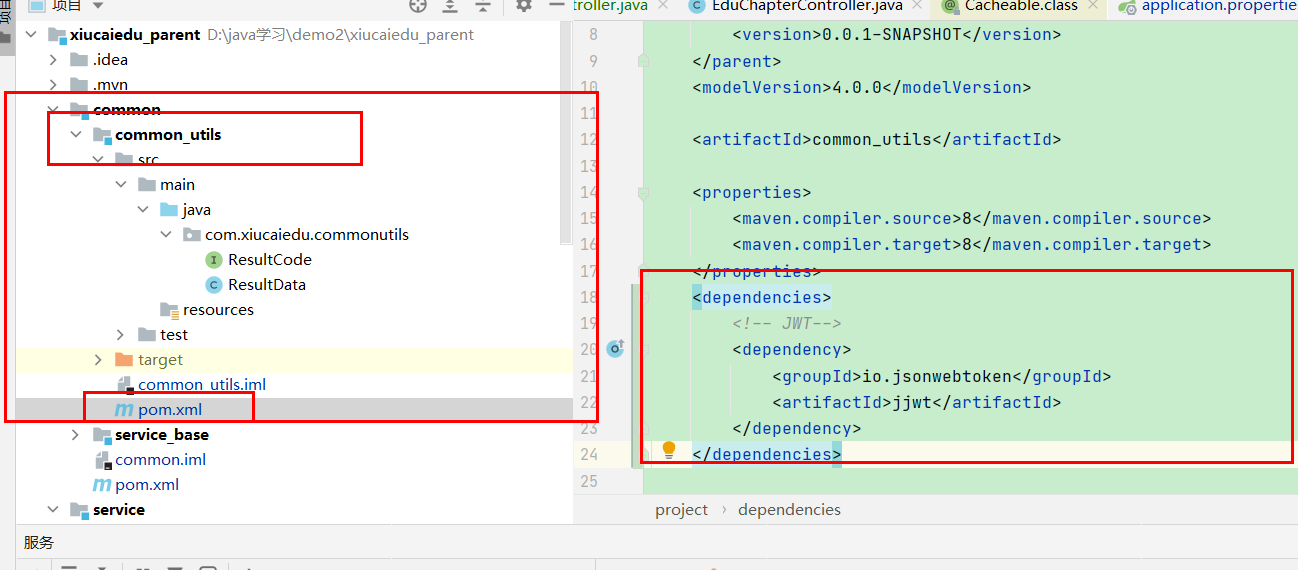 项目
xiucaiedu_parent D:\java学习\demo2\xiucaiedu_parent
.idea
.mvn
common
common_utils
src
main
java
com.xiucaiedu.commonutils
ResultCode
ResultData
resources
test
target
common_utils.iml
pom.xml
service_base
common.iml
pom.xml
service
服务
troller.java EduChapterController.java Cacheable.class application.propertie
8 <version>0.0.1-SNAPSHOT</version>
9 </parent>
10 <modelVersion>4.0.0</modelVersion>
11
12 <artifactId>common_utils</artifactId>
13
14 <properties>
15 <maven.compiler.source>8</maven.compiler.source>
16 <maven.compiler.target>8</maven.compiler.target>
17 </properties>
18 <dependencies>
19 <!-- JWT-->
20 <dependency>
21 <groupId>io.jsonwebtoken</groupId>
22 <artifactId>jjwt</artifactId>
23 </dependency>
24 </dependencies>
25
project › dependencies